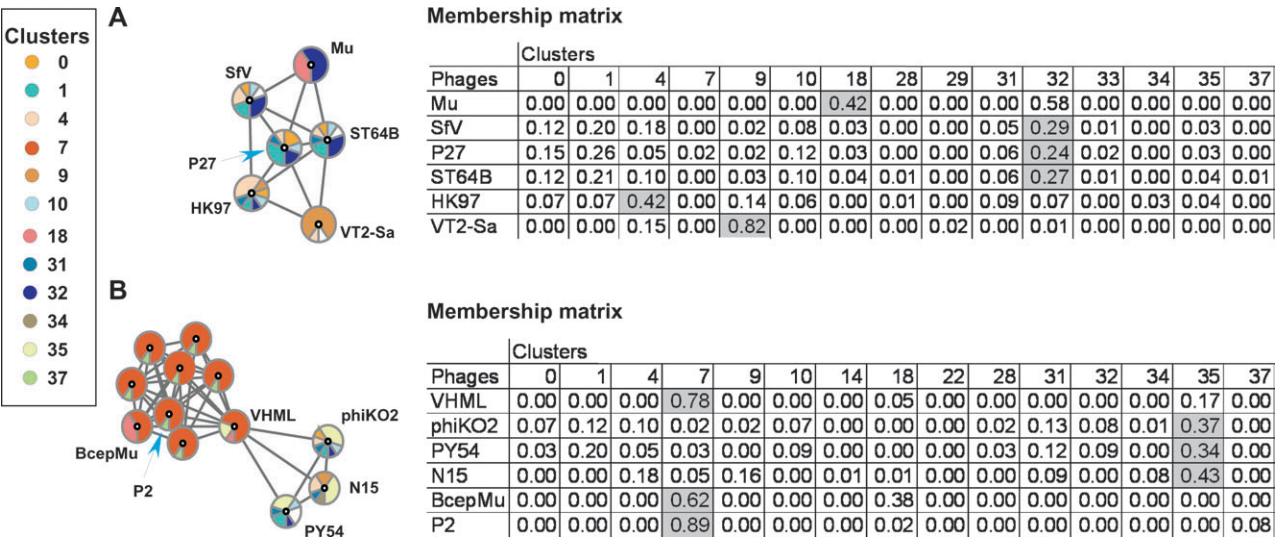 Clusters
0
1
4
7
9
10
18
31
32
34
35
37
A
Mu
SfV
ST64B
P27
HK97
VT2-Sa
Membership matrix
Clusters
Phages 0 1 4 7 9 10 18 28 29 31 32 33 34 35 37
Mu 0.00 0.00 0.00 0.00 0.00 0.00 0.42 0.00 0.00 0.00 0.58 0.00 0.00 0.00 0.00
SfV 0.12 0.20 0.18 0.00 0.02 0.08 0.03 0.00 0.00 0.05 0.29 0.01 0.00 0.03 0.00
P27 0.15 0.26 0.05 0.02 0.02 0.12 0.03 0.00 0.00 0.06 0.24 0.02 0.00 0.03 0.00
ST64B 0.12 0.21 0.10 0.00 0.03 0.10 0.04 0.01 0.00 0.06 0.27 0.01 0.00 0.04 0.01
HK97 0.07 0.07 0.42 0.00 0.14 0.06 0.00 0.01 0.00 0.09 0.07 0.00 0.03 0.04 0.00
VT2-Sa 0.00 0.00 0.15 0.00 0.82 0.00 0.00 0.00 0.02 0.00 0.01 0.00 0.00 0.00 0.00
B
VHML
phiKO2
BcepMu
P2
N15
PY54
Membership matrix
Clusters
Phages 0 1 4 7 9 10 14 18 22 28 31 32 34 35 37
VHML 0.00 0.00 0.00 0.78 0.00 0.00 0.00 0.05 0.00 0.00 0.00 0.00 0.00 0.17 0.00
phiKO2 0.07 0.12 0.10 0.02 0.02 0.07 0.00 0.00 0.00 0.02 0.13 0.08 0.01 0.37 0.00
PY54 0.03 0.20 0.05 0.03 0.00 0.09 0.00 0.00 0.00 0.03 0.12 0.09 0.00 0.34 0.00
N15 0.00 0.00 0.18 0.05 0.16 0.00 0.01 0.01 0.00 0.00 0.09 0.00 0.08 0.43 0.00
BcepMu 0.00 0.00 0.00 0.62 0.00 0.00 0.00 0.38 0.00 0.00 0.00 0.00 0.00 0.00 0.00
P2 0.00 0.00 0.00 0.89 0.00 0.00 0.00 0.02 0.00 0.00 0.00 0.00 0.00 0.00 0.08